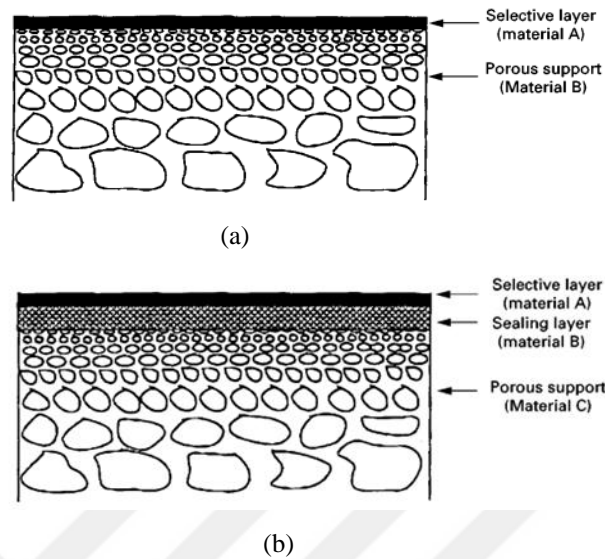 Selective layer
(material A)
Porous support
(Material B)
(a)
Selective layer
(material A)
Sealing layer
(material B)
Porous support
(Material C)
(b)